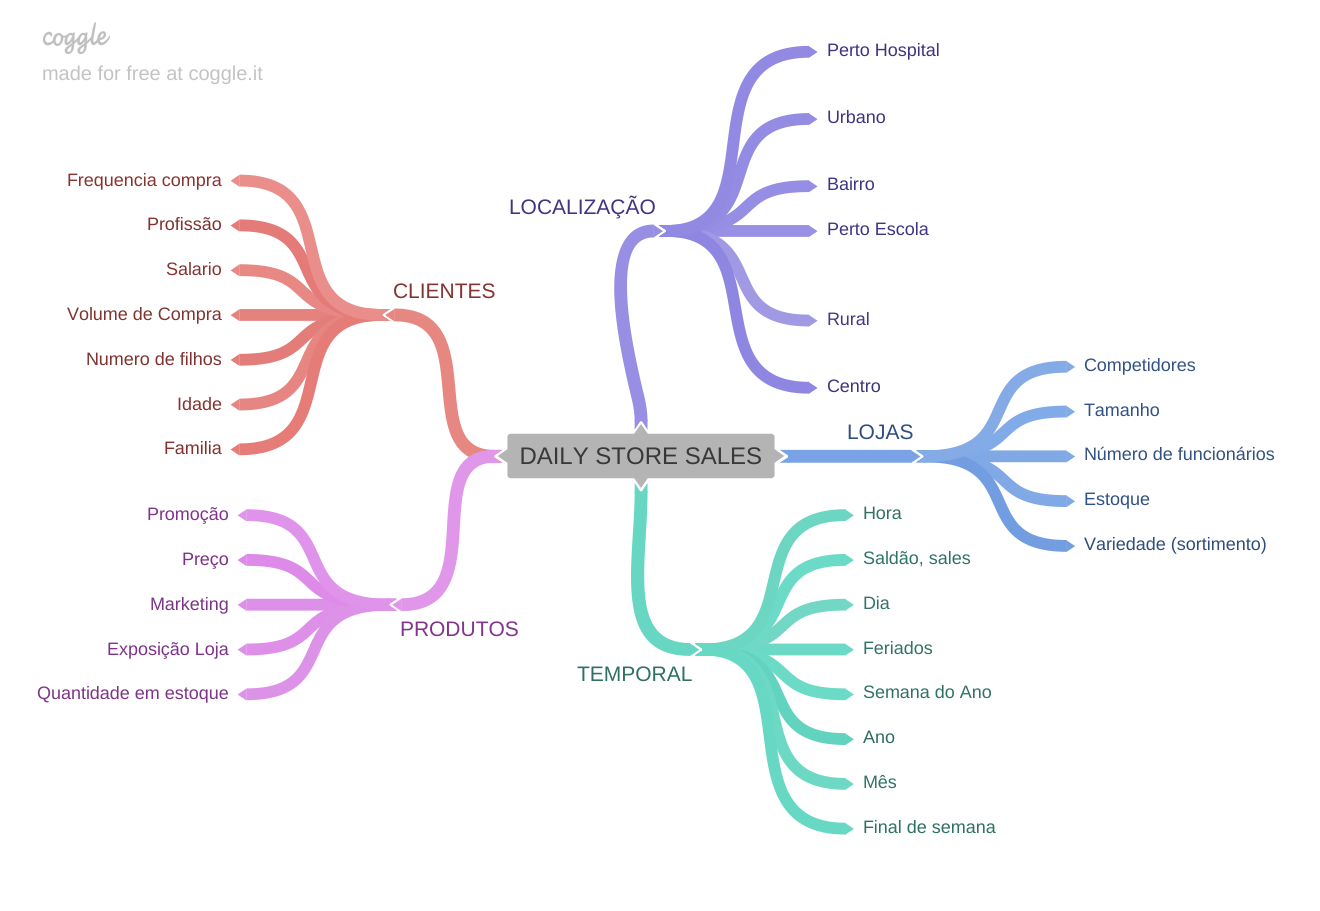 coggle
made for free at coggle.it
DAILY STORE SALES
CLIENTES
Frequencia compra
Profissão
Salario
Volume de Compra
Numero de filhos
Idade
Familia
PRODUTOS
Promoção
Preço
Marketing
Exposição Loja
Quantidade em estoque
LOCALIZAÇÃO
Perto Hospital
Urbano
Bairro
Perto Escola
Rural
Centro
LOJAS
Competidores
Tamanho
Número de funcionários
Estoque
Variedade (sortimento)
TEMPORAL
Hora
Saldão, sales
Dia
Feriados
Semana do Ano
Ano
Mês
Final de semana